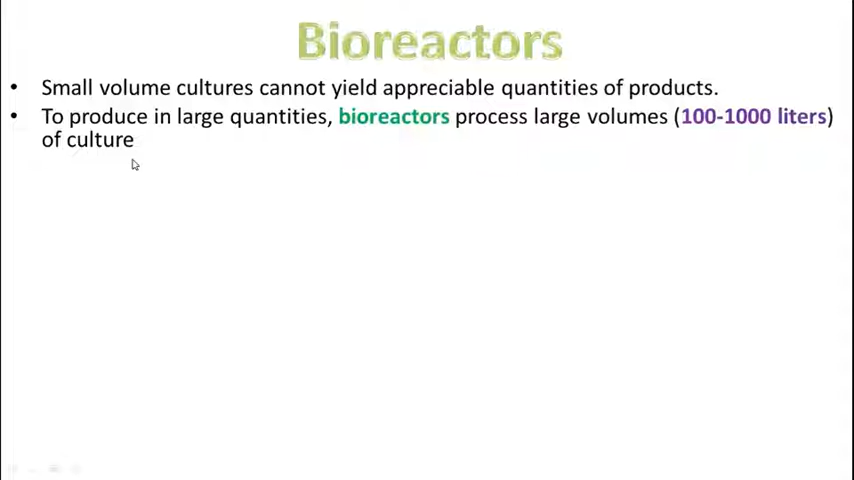 Bioreactors
• Small volume cultures cannot yield appreciable quantities of products.
• To produce in large quantities, bioreactors process large volumes (100-1000 liters)
of culture